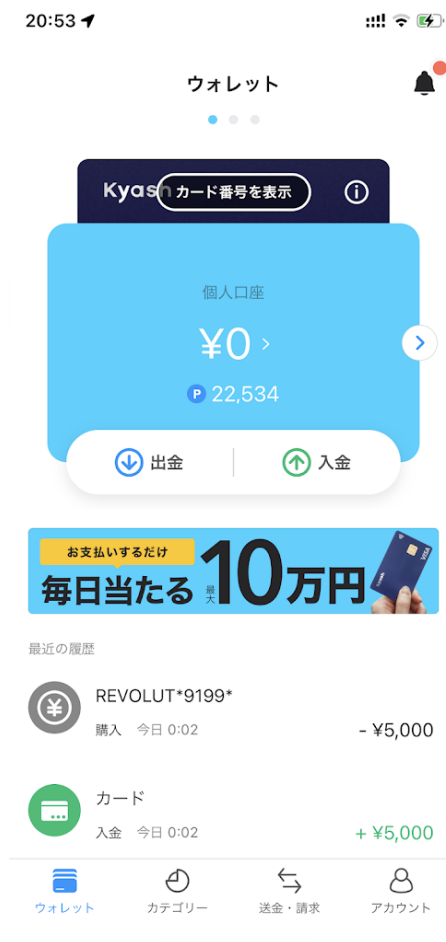 20:53
ウォレット
Kyash
カード番号を表示
個人口座
¥0
P 22,534
出金
入金
お支払いするだけ
毎日当たる最大10万円
Kyash
VISA
最近の履歴
REVOLUT*9199*
購入 今日 0:02
- ¥5,000
カード
入金 今日 0:02
+ ¥5,000
ウォレット
カテゴリー
送金・請求
アカウント